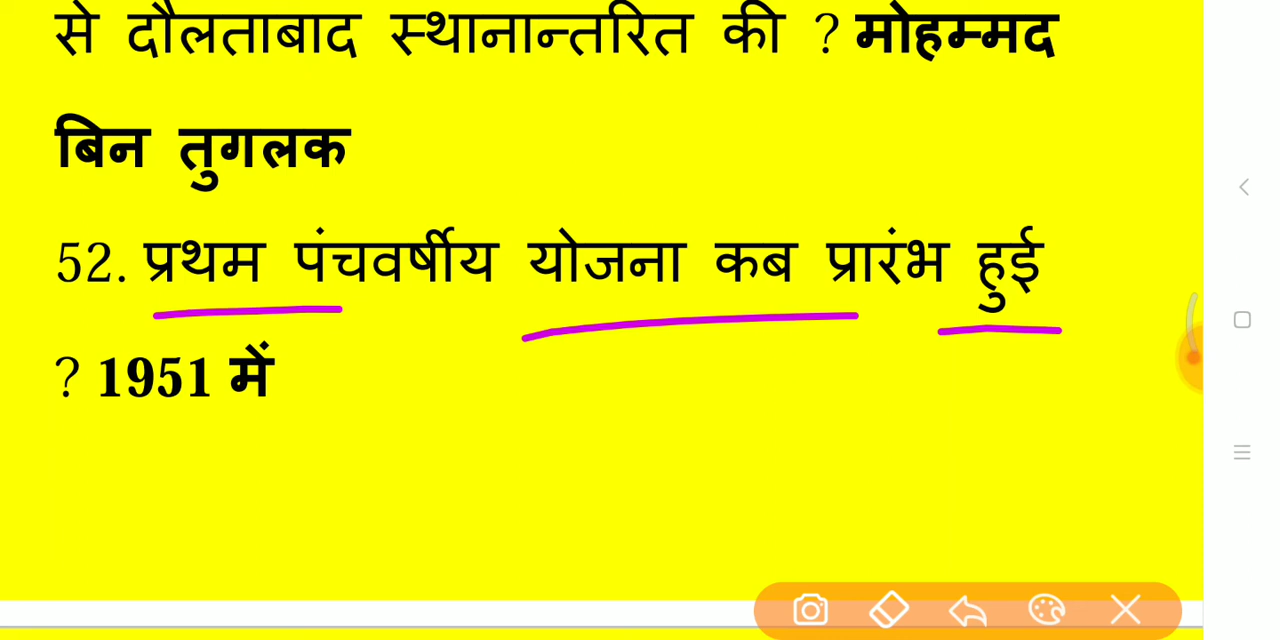 से दौलताबाद स्थानान्तरित की ? मोहम्मद
बिन तुगलक
52. प्रथम पंचवर्षीय योजना कब प्रारंभ हुई
? 1951 में